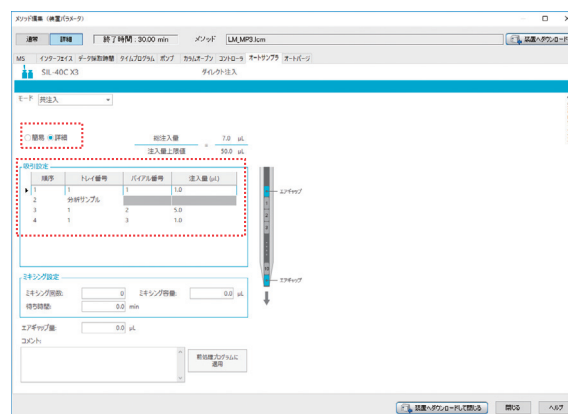 メソッド編集 (装置パラメータ)
通常 詳細 終了時間 : 30.00 min メソッド LM_MP3.lcm 装置へダウンロード
MS インターフェイス データ採取時間 タイムプログラム ポンプ カラムオーブン コントローラ オートサンプラ オートパージ
SIL-40C X3 ダイレクト注入
モード 共注入
簡易 詳細
総注入量 = 7.0 μL
注入量上限値 50.0 μL
吸引設定
順序 トレイ番号 バイアル番号 注入量 (μL)
1 1 1 1.0
2 分析サンプル
3 1 2 5.0
4 1 3 1.0
エアギャップ
1
2
3
エアギャップ
ミキシング設定
ミキシング回数: 0 ミキシング容量: 0.0 μL
待ち時間: 0.0 min
エアギャップ量: 0.0 μL
コメント:
前処理プログラムに
適用
装置へダウンロードして閉じる 閉じる ヘルプ